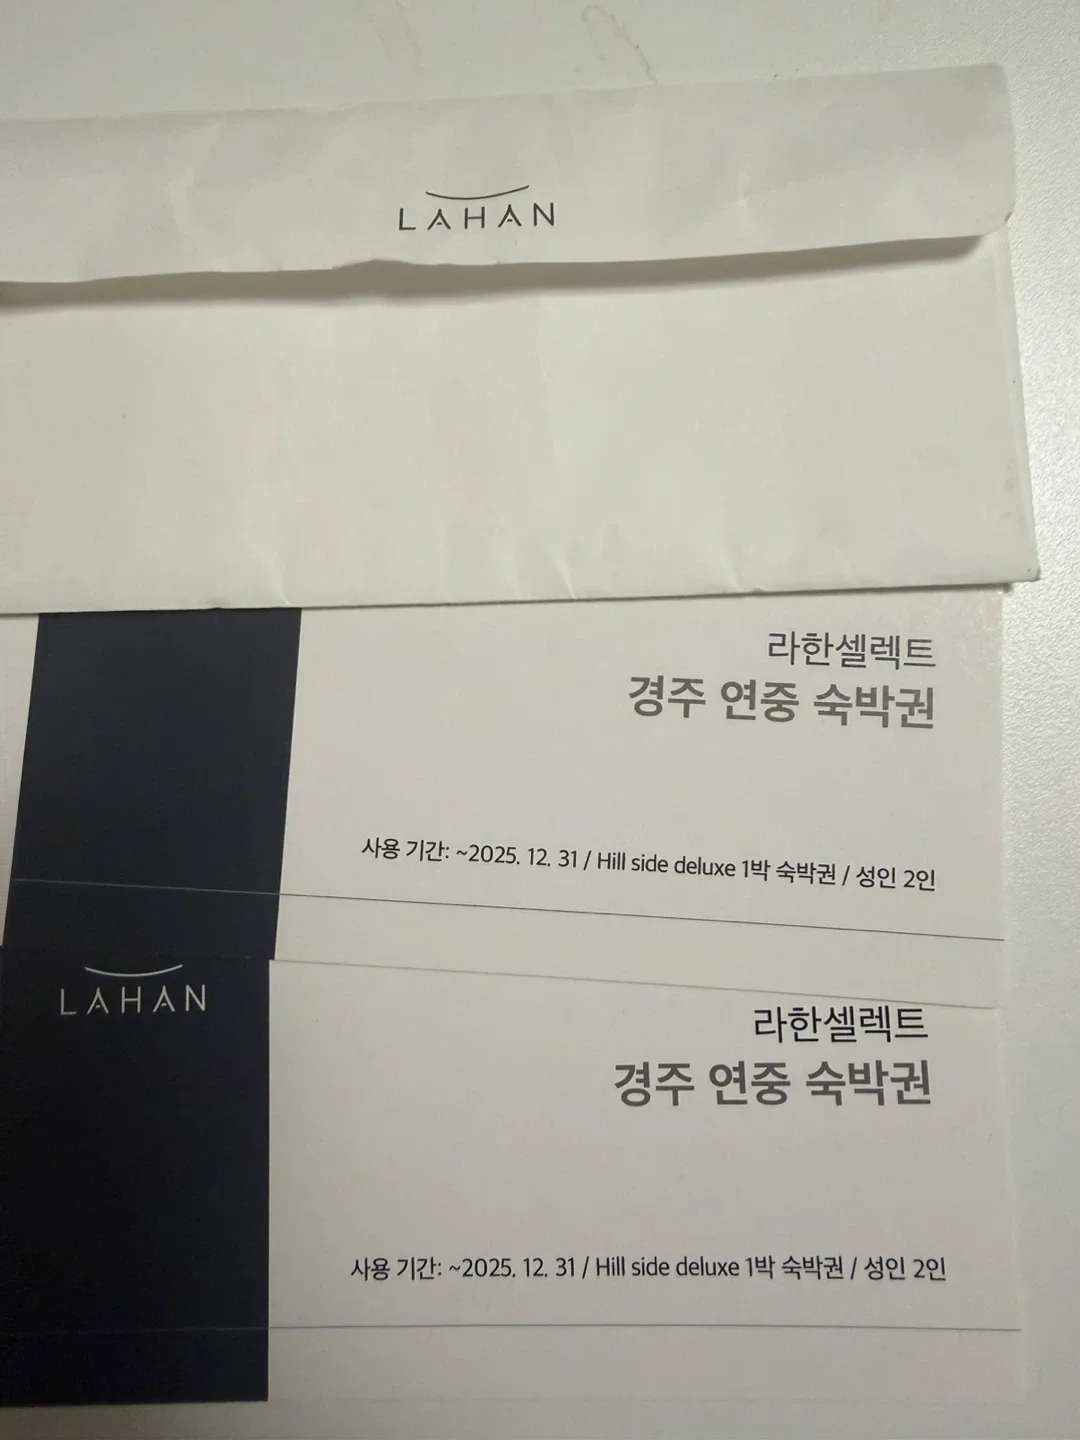 LAHAN
라한셀렉트
경주 연중 숙박권
사용 기간: ~2025. 12. 31 / Hill side deluxe 1박 숙박권 / 성인 2인
LAHAN
라한셀렉트
경주 연중 숙박권
사용 기간: ~2025. 12. 31 / Hill side deluxe 1박 숙박권 / 성인 2인